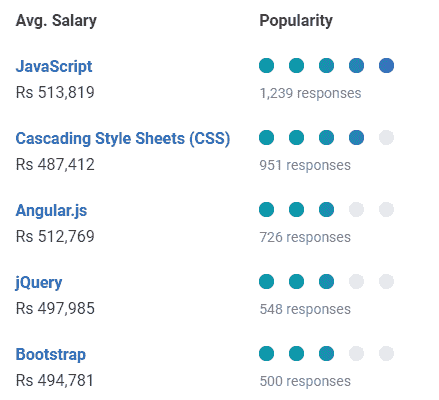 Avg. Salary Popularity
JavaScript
Rs 513,819 1,239 responses
Cascading Style Sheets (CSS)
Rs 487,412 951 responses
Angular.js
Rs 512,769 726 responses
jQuery
Rs 497,985 548 responses
Bootstrap
Rs 494,781 500 responses